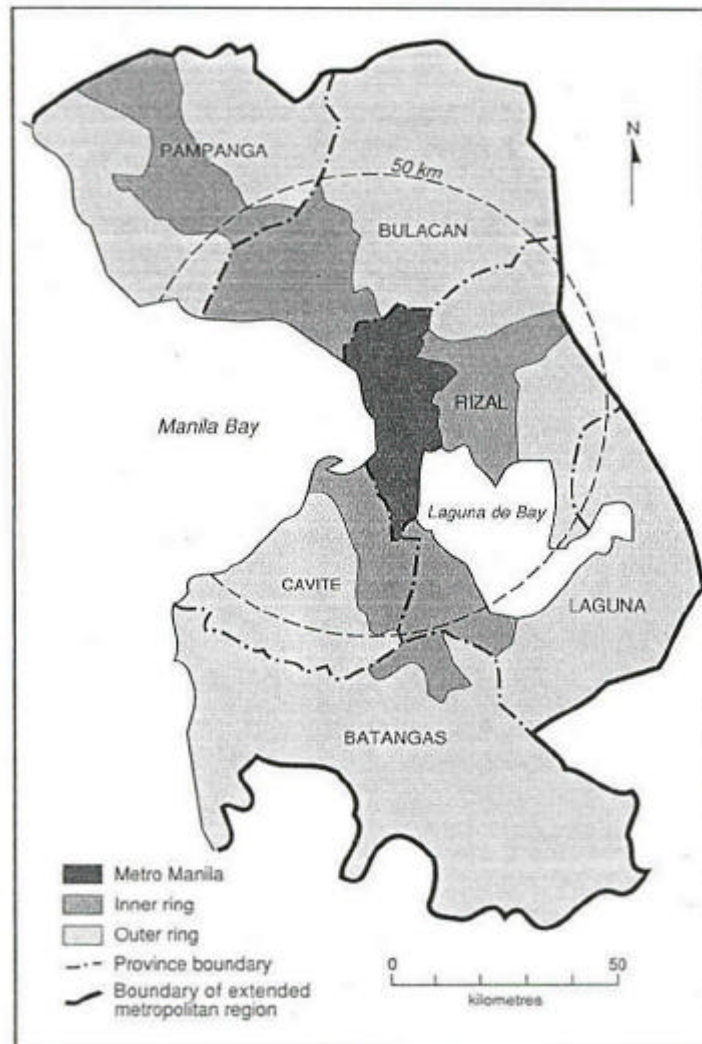 N
PAMPANGA
50 km
BULACAN
RIZAL
Manila Bay
Laguna de Bay
CAVITE
LAGUNA
BATANGAS
Metro Manila
Inner ring
Outer ring
Province boundary
Boundary of extended
metropolitan region
0 50
kilometres